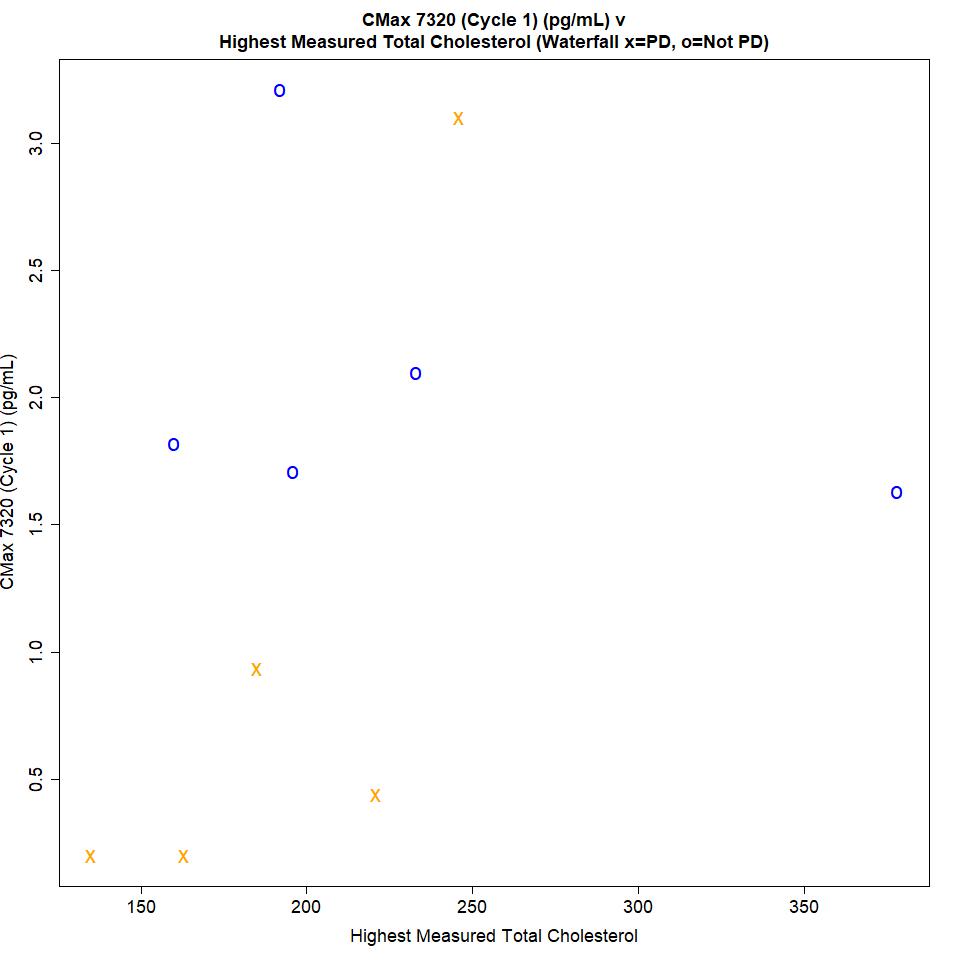 CMax 7320 (Cycle 1) (pg/mL) v
Highest Measured Total Cholesterol (Waterfall x=PD, o=Not PD)
CMax 7320 (Cycle 1) (pg/mL)
3.0
2.5
2.0
1.5
1.0
0.5
O
X
O
O
O
O
X
X
X
X
150
200
250
300
350
Highest Measured Total Cholesterol